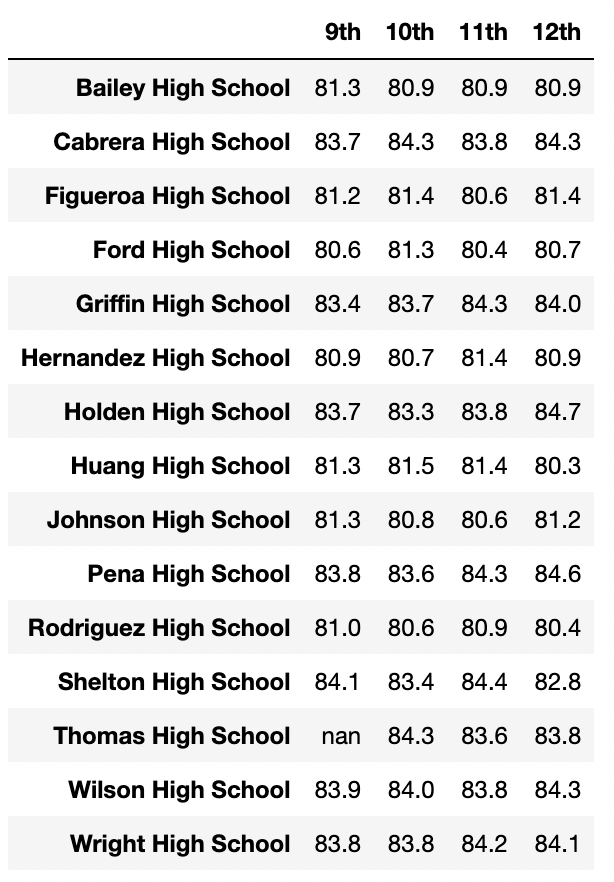 9th 10th 11th 12th
Bailey High School 81.3 80.9 80.9 80.9
Cabrera High School 83.7 84.3 83.8 84.3
Figueroa High School 81.2 81.4 80.6 81.4
Ford High School 80.6 81.3 80.4 80.7
Griffin High School 83.4 83.7 84.3 84.0
Hernandez High School 80.9 80.7 81.4 80.9
Holden High School 83.7 83.3 83.8 84.7
Huang High School 81.3 81.5 81.4 80.3
Johnson High School 81.3 80.8 80.6 81.2
Pena High School 83.8 83.6 84.3 84.6
Rodriguez High School 81.0 80.6 80.9 80.4
Shelton High School 84.1 83.4 84.4 82.8
Thomas High School nan 84.3 83.6 83.8
Wilson High School 83.9 84.0 83.8 84.3
Wright High School 83.8 83.8 84.2 84.1